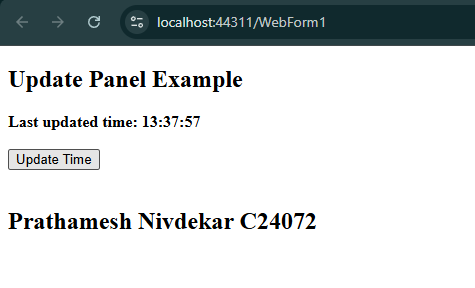 localhost:44311/WebForm1
Update Panel Example
Last updated time: 13:37:57
Update Time
Prathamesh Nivdekar C24072